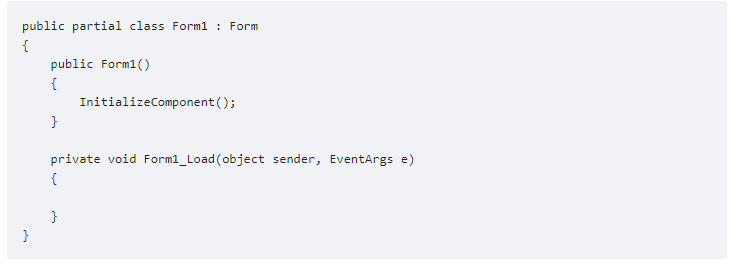 public partial class Form1 : Form
{
    public Form1()
    {
        InitializeComponent();
    }

    private void Form1_Load(object sender, EventArgs e)
    {

    }
}